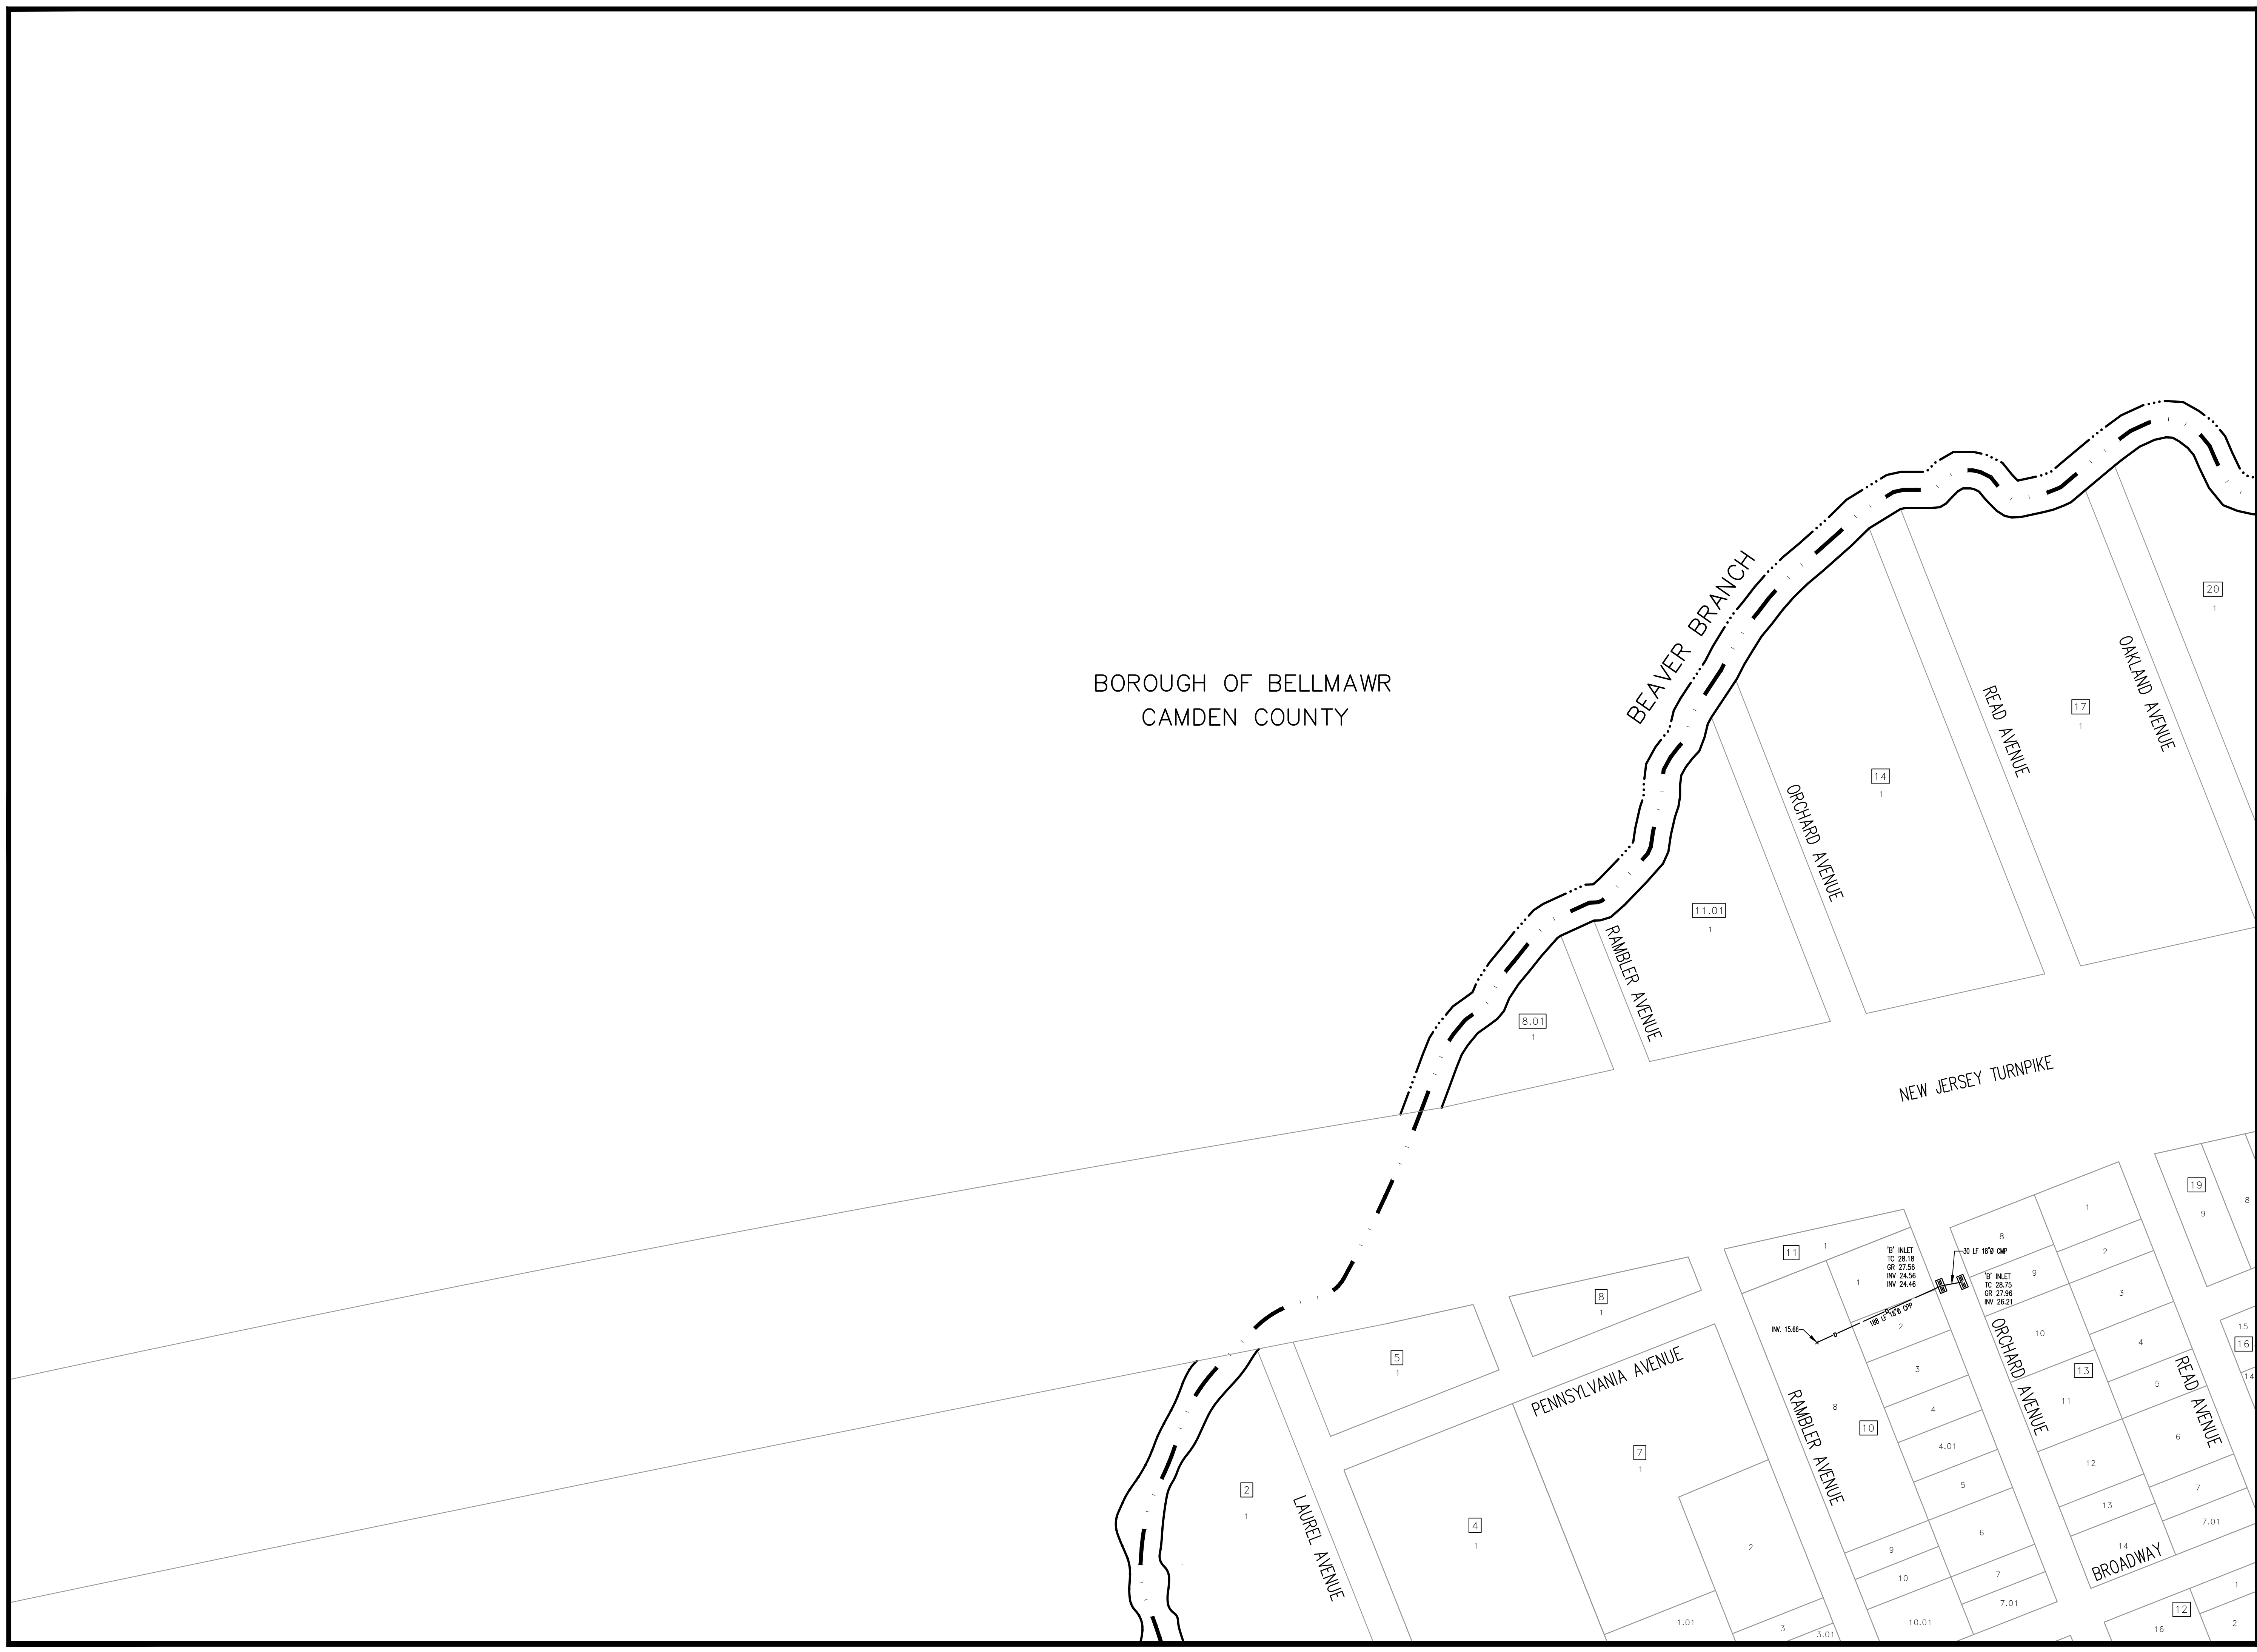 BOROUGH OF BELLMAWR
CAMDEN COUNTY
BEAVER BRANCH
20
1
OAKLAND AVENUE
17
1
READ AVENUE
14
1
ORCHARD AVENUE
11.01
1
RAMBLER AVENUE
8.01
1
NEW JERSEY TURNPIKE
19
9
8
11
1
'B' INLET
TC 28.18
GR 27.56
INV 24.56
INV 24.46
30 LF 18"Ø CMP
'B' INLET
TC 28.75
GR 27.96
INV 26.21
188 LF 18"Ø CPP
INV. 15.66
8
1
5
1
PENNSYLVANIA AVENUE
7
1
2
1.01
3
3.01
4
1
2
1
LAUREL AVENUE
RAMBLER AVENUE
10
1
2
3
4
4.01
5
6
7
7.01
8
9
10
10.01
ORCHARD AVENUE
13
8
1
9
2
10
3
11
4
5
12
6
13
7
14
7.01
READ AVENUE
15
16
14
BROADWAY
12
1
2
16